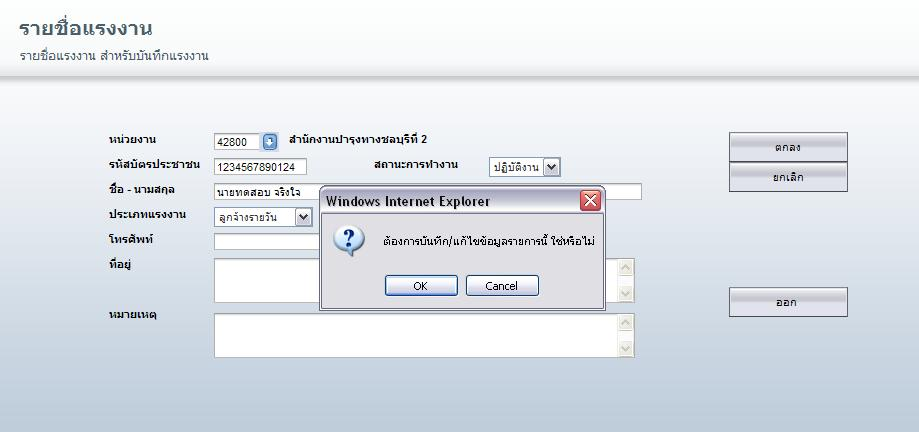 รายชื่อแรงงาน
รายชื่อแรงงาน สำหรับบันทึกแรงงาน
หน่วยงาน 42800 สำนักงานบำรุงทางชลบุรีที่ 2 ตกลง
รหัสบัตรประชาชน 1234567890124 สถานะการทำงาน ปฏิบัติงาน ยกเลิก
ชื่อ - นามสกุล นายทดสอบ จริงใจ
Windows Internet Explorer
ประเภทแรงงาน ลูกจ้างรายวัน
โทรศัพท์
ต้องการบันทึก/แก้ไขข้อมูลรายการนี้ ใช่หรือไม่
ที่อยู่
OK Cancel
ออก
หมายเหตุ